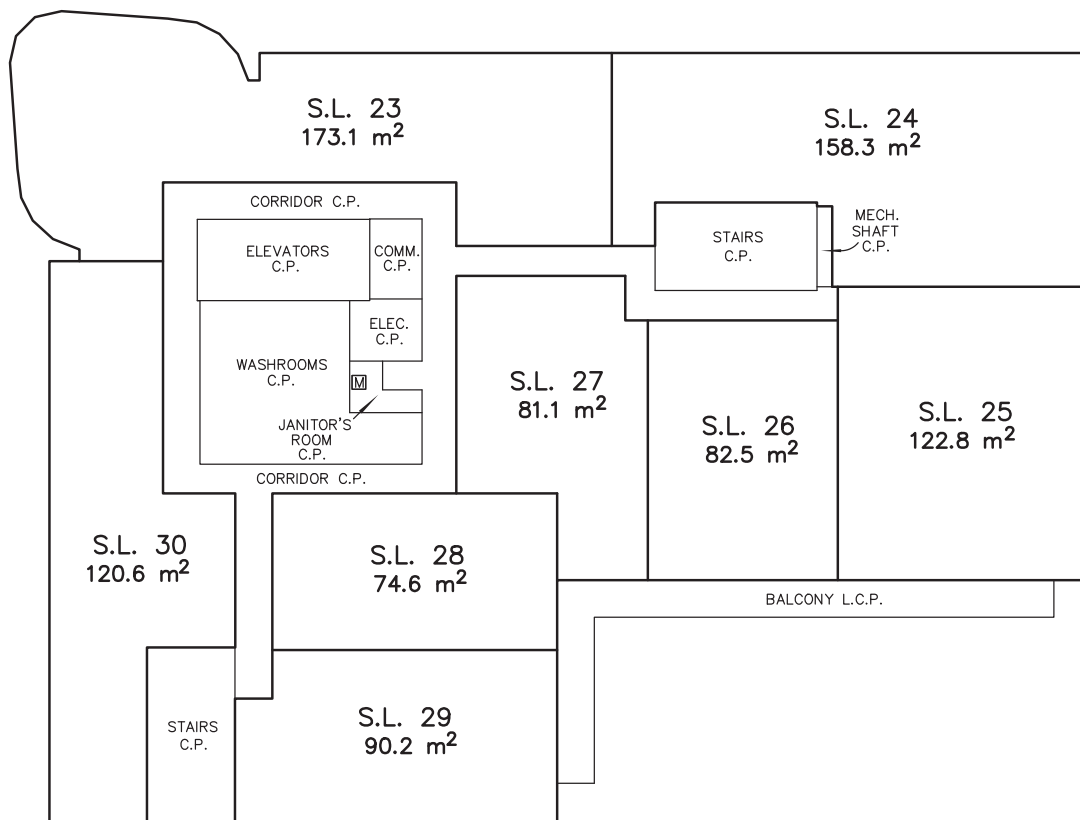 S.L. 23
173.1 m²
S.L. 24
158.3 m²
CORRIDOR C.P.
ELEVATORS
C.P.
COMM.
C.P.
STAIRS
C.P.
MECH.
SHAFT
C.P.
ELEC.
C.P.
WASHROOMS
C.P.
M
JANITOR'S
ROOM
C.P.
CORRIDOR C.P.
S.L. 27
81.1 m²
S.L. 26
82.5 m²
S.L. 25
122.8 m²
S.L. 30
120.6 m²
S.L. 28
74.6 m²
BALCONY L.C.P.
STAIRS
C.P.
S.L. 29
90.2 m²